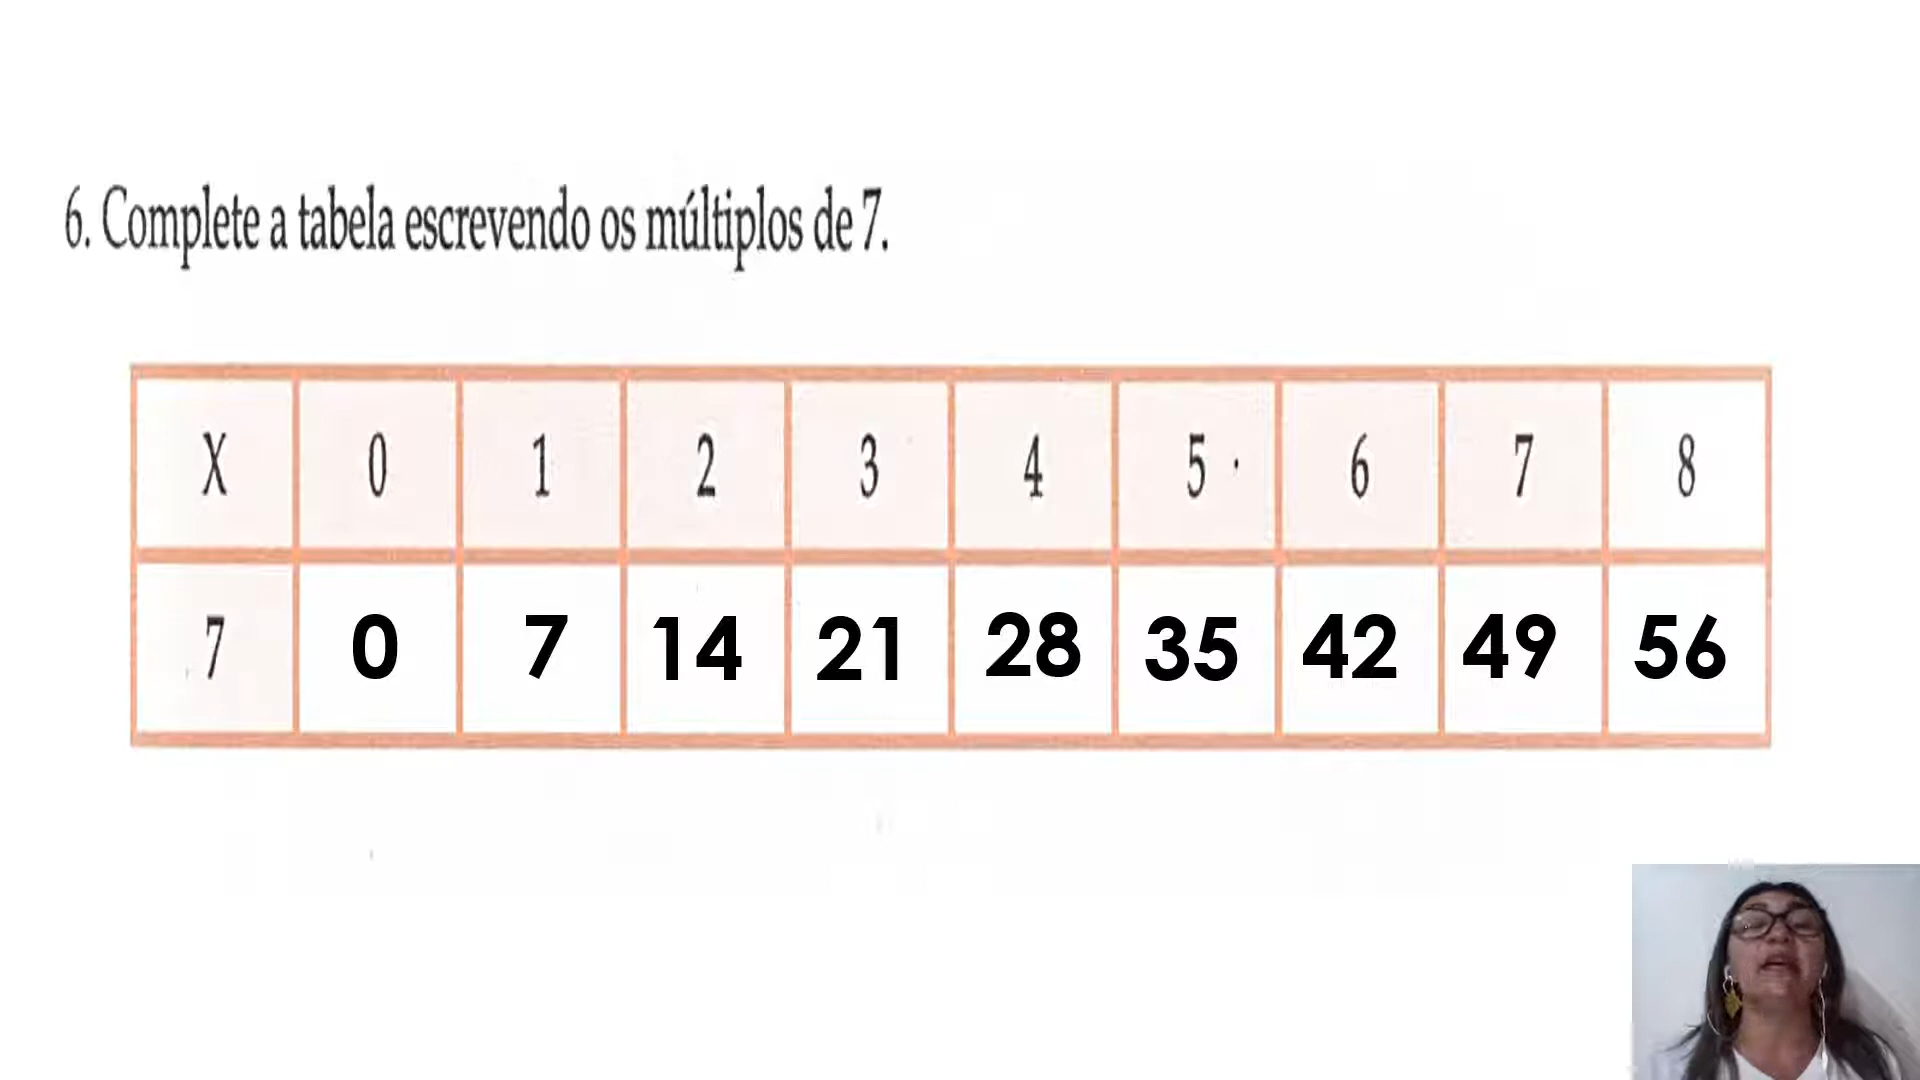 6. Complete a tabela escrevendo os múltiplos de 7.
X 0 1 2 3 4 5 6 7 8
7 0 7 14 21 28 35 42 49 56